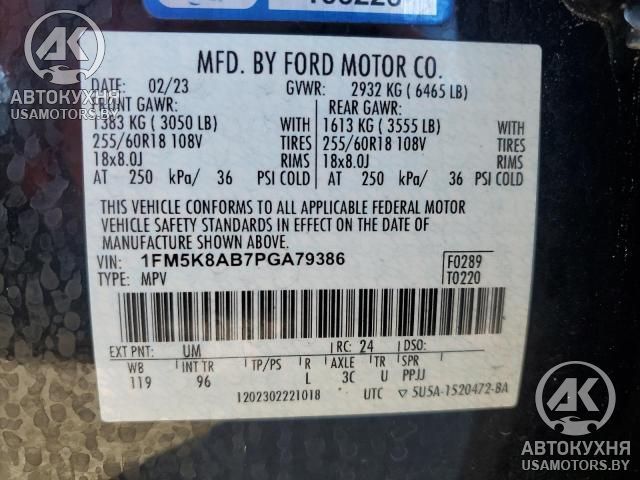 MFD. BY FORD MOTOR CO.
DATE: 02/23 GVWR: 2932 KG ( 6465 LB)
FRONT GAWR: REAR GAWR:
1383 KG ( 3050 LB) WITH 1613 KG ( 3555 LB) WITH
255/60R18 108V TIRES 255/60R18 108V TIRES
18x8.0J RIMS 18x8.0J RIMS
AT 250 kPa/ 36 PSI COLD AT 250 kPa/ 36 PSI COLD
THIS VEHICLE CONFORMS TO ALL APPLICABLE FEDERAL MOTOR
VEHICLE SAFETY STANDARDS IN EFFECT ON THE DATE OF
MANUFACTURE SHOWN ABOVE.
VIN: 1FM5K8AB7PGA79386 F0289
TYPE: MPV T0220
EXT PNT: UM RC: 24 DSO:
WB INT TR TP/PS R AXLE TR SPR
119 96 L 3C U PPJJ
1202302221018 UTC ▽ 5U5A-1520472-BA
АК
АВТОКУХНЯ
USAMOTORS.BY
АК
АВТОКУХНЯ
USAMOTORS.BY